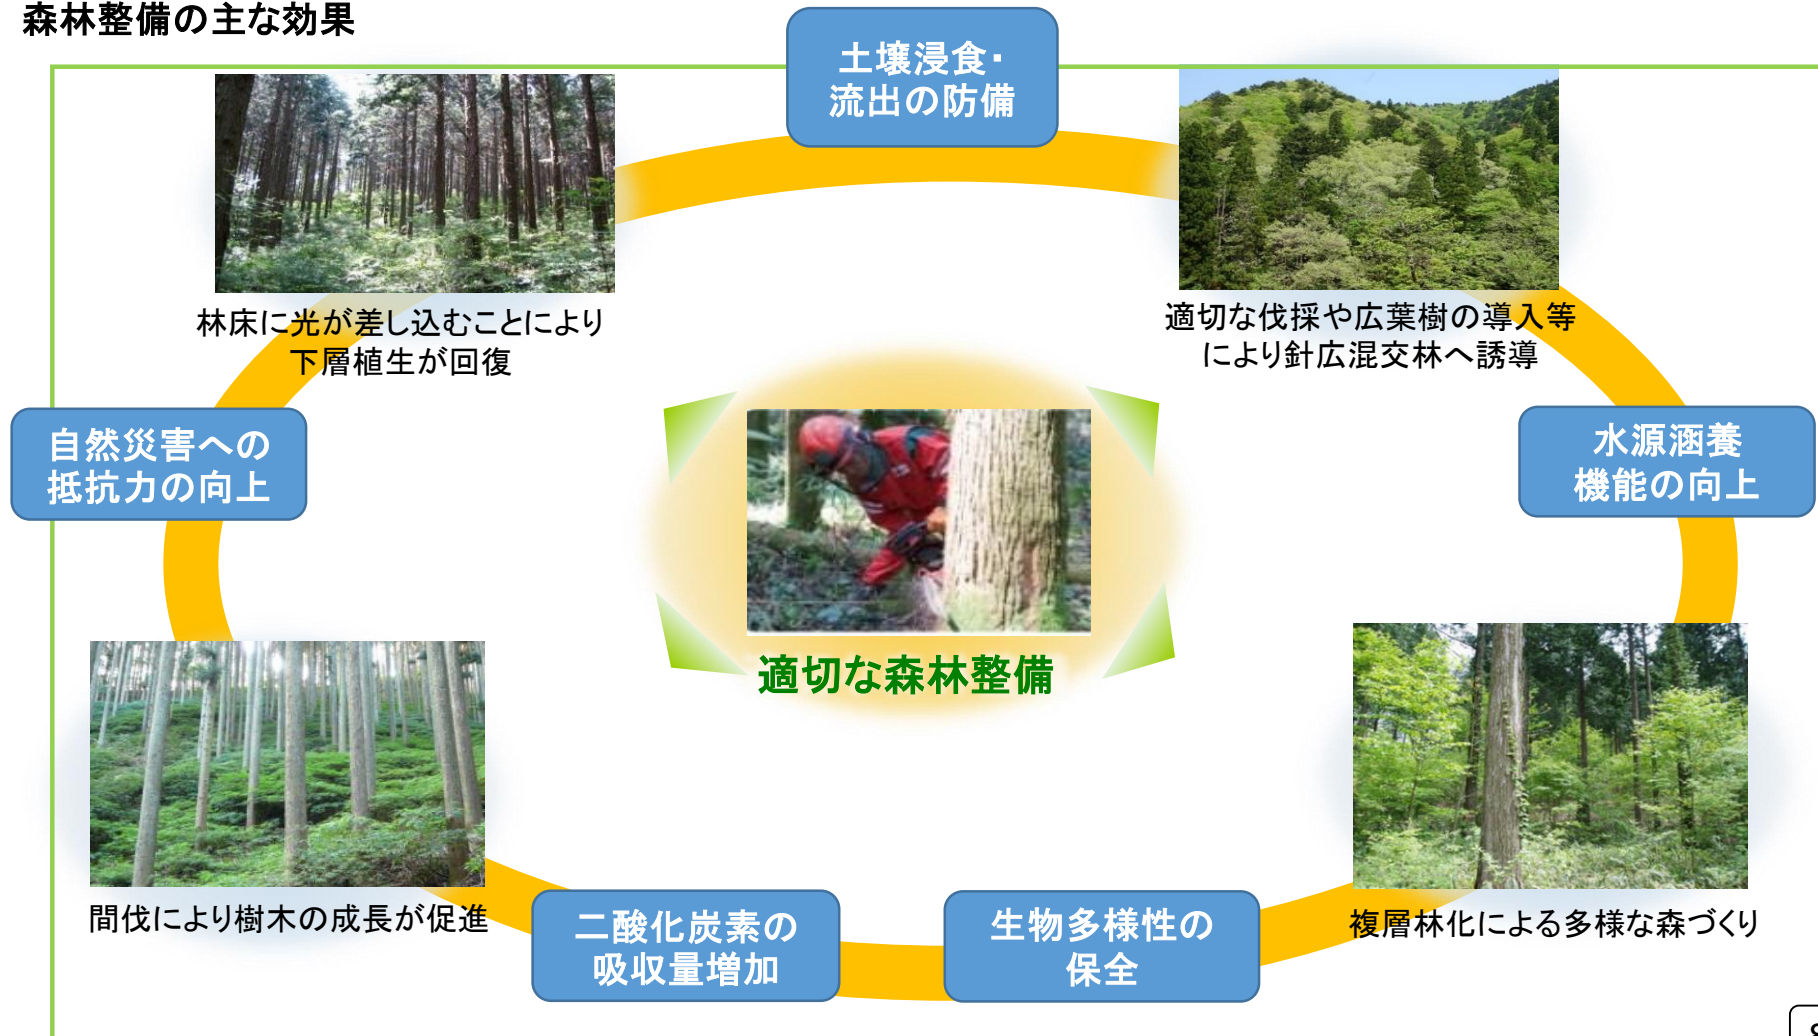 森林整備の主な効果
土壌浸食・
流出の防備
林床に光が差し込むことにより
下層植生が回復
適切な伐採や広葉樹の導入等
により針広混交林へ誘導
自然災害への
抵抗力の向上
水源涵養
機能の向上
適切な森林整備
間伐により樹木の成長が促進
複層林化による多様な森づくり
二酸化炭素の
吸収量増加
生物多様性の
保全